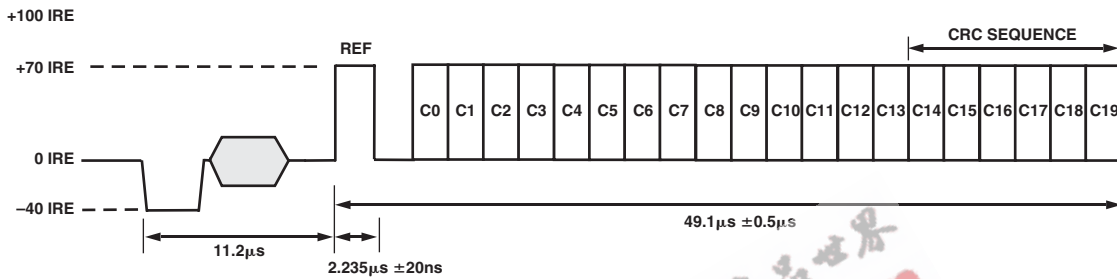 +100 IRE
REF
CRC SEQUENCE
+70 IRE
C0 C1 C2 C3 C4 C5 C6 C7 C8 C9 C10 C11 C12 C13 C14 C15 C16 C17 C18 C19
0 IRE
–40 IRE
49.1μs ±0.5μs
11.2μs
2.235μs ±20ns